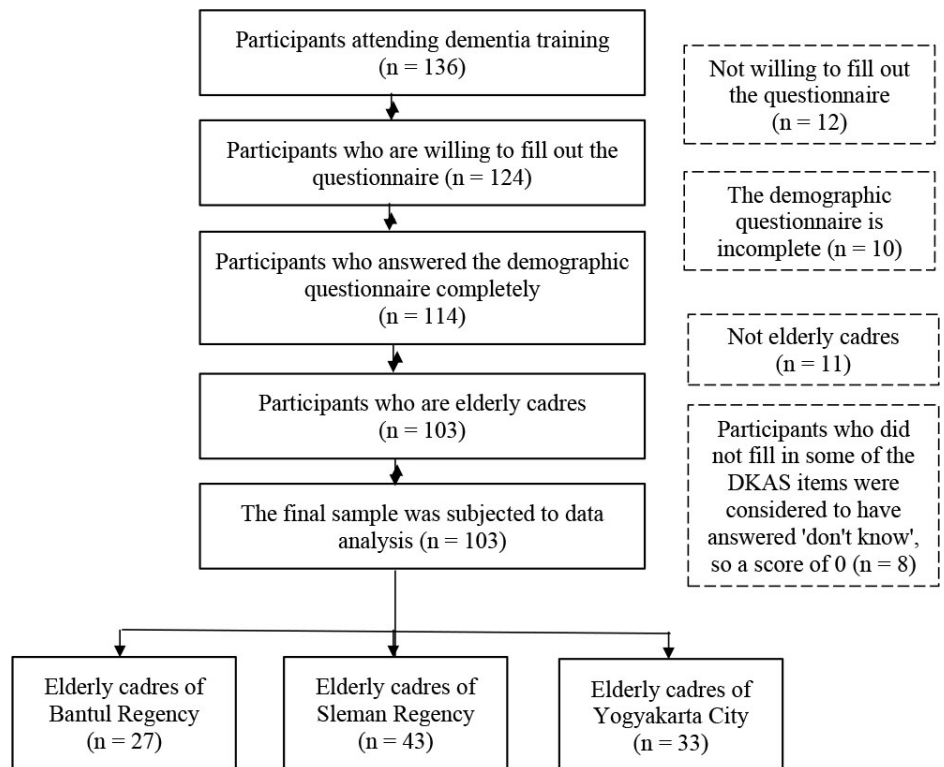 Participants attending dementia training
(n = 136)
Not willing to fill out
the questionnaire
(n = 12)
Participants who are willing to fill out the
questionnaire (n = 124)
The demographic
questionnaire is
incomplete (n = 10)
Participants who answered the demographic
questionnaire completely
(n = 114)
Not elderly cadres
(n = 11)
Participants who are elderly cadres
(n = 103)
Participants who did
not fill in some of the
DKAS items were
considered to have
answered 'don't know',
so a score of 0 (n = 8)
The final sample was subjected to data
analysis (n = 103)
Elderly cadres of
Bantul Regency
(n = 27)
Elderly cadres of
Sleman Regency
(n = 43)
Elderly cadres of
Yogyakarta City
(n = 33)